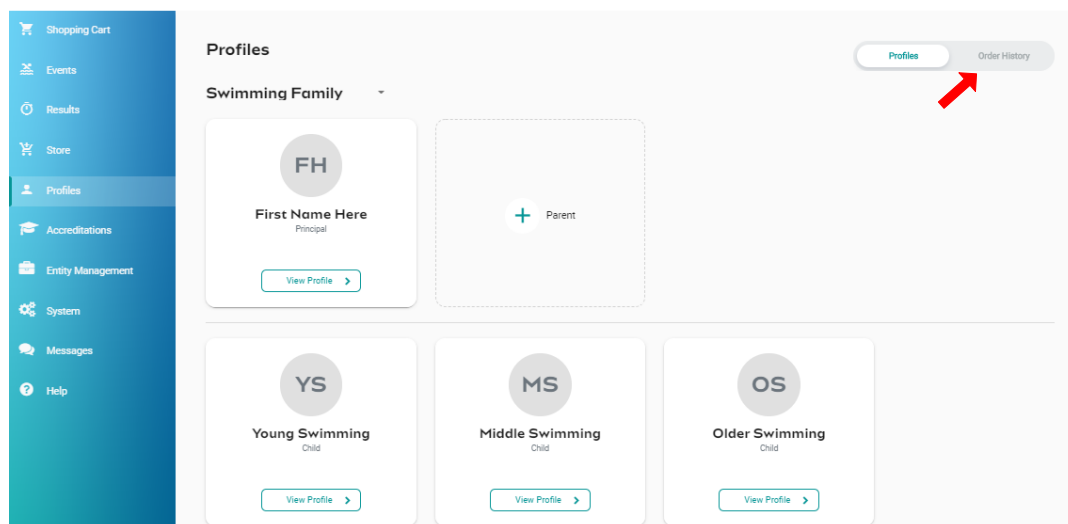 Shopping Cart
Events
Results
Store
Profiles
Accreditations
Entity Management
System
Messages
Help
Profiles
Profiles
Order History
Swimming Family
FH
First Name Here
Principal
View Profile
Parent
YS
Young Swimming
Child
View Profile
MS
Middle Swimming
Child
View Profile
OS
Older Swimming
Child
View Profile